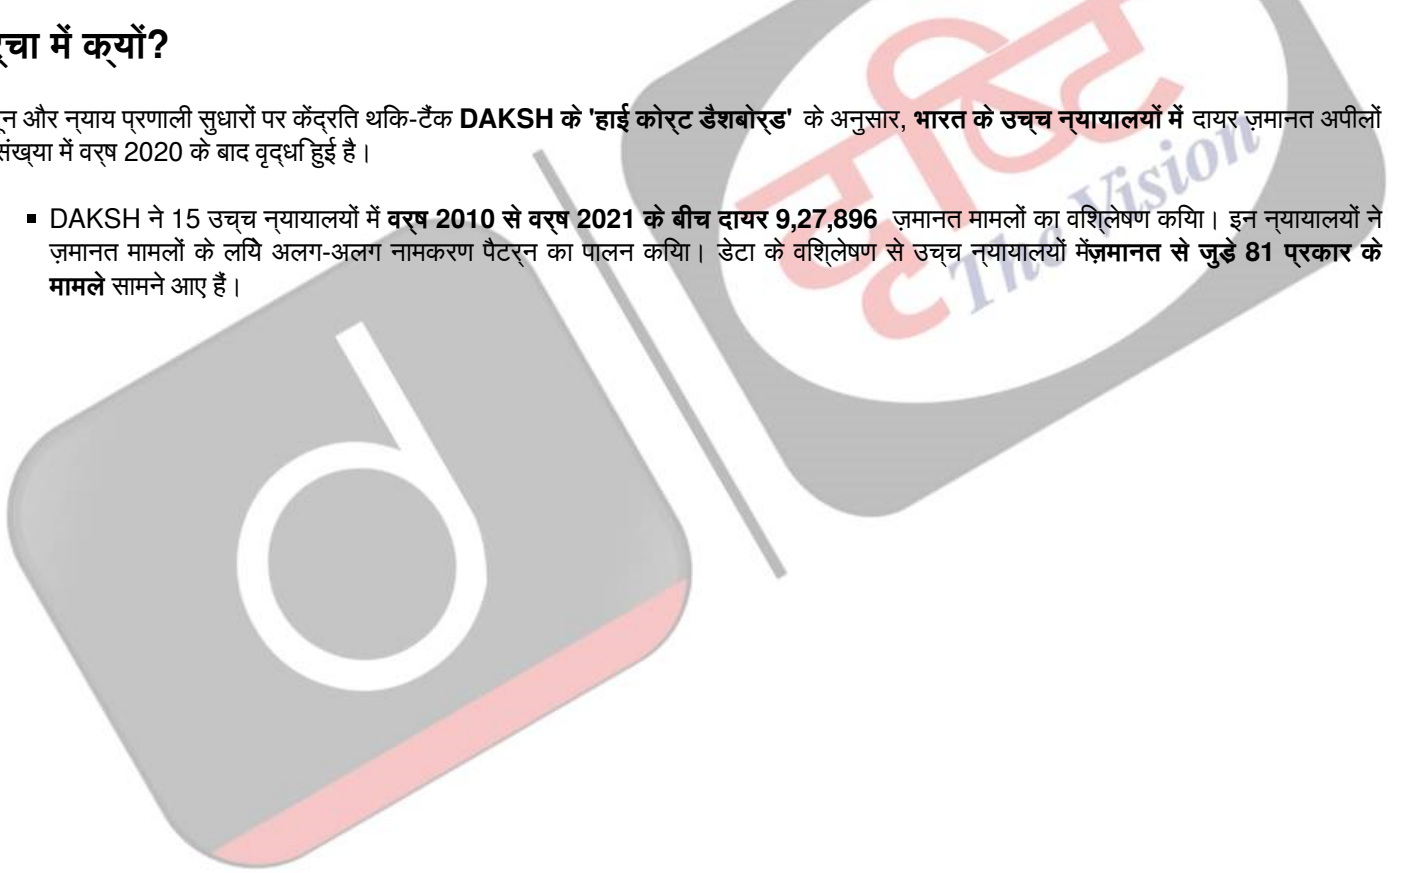 र्चा में क्यों?
न और न्याय प्रणाली सुधारों पर केंद्रित थिंक-टैंक DAKSH के 'हाई कोर्ट डैशबोर्ड' के अनुसार, भारत के उच्च न्यायालयों में दायर ज़मानत अपीलों
संख्या में वर्ष 2020 के बाद वृद्धि हुई है।
▪ DAKSH ने 15 उच्च न्यायालयों में वर्ष 2010 से वर्ष 2021 के बीच दायर 9,27,896 ज़मानत मामलों का विश्लेषण किया। इन न्यायालयों ने
ज़मानत मामलों के लिये अलग-अलग नामकरण पैटर्न का पालन किया। डेटा के विश्लेषण से उच्च न्यायालयों में ज़मानत से जुड़े 81 प्रकार के
मामले सामने आए हैं।
दृष्टि
The Vision
d